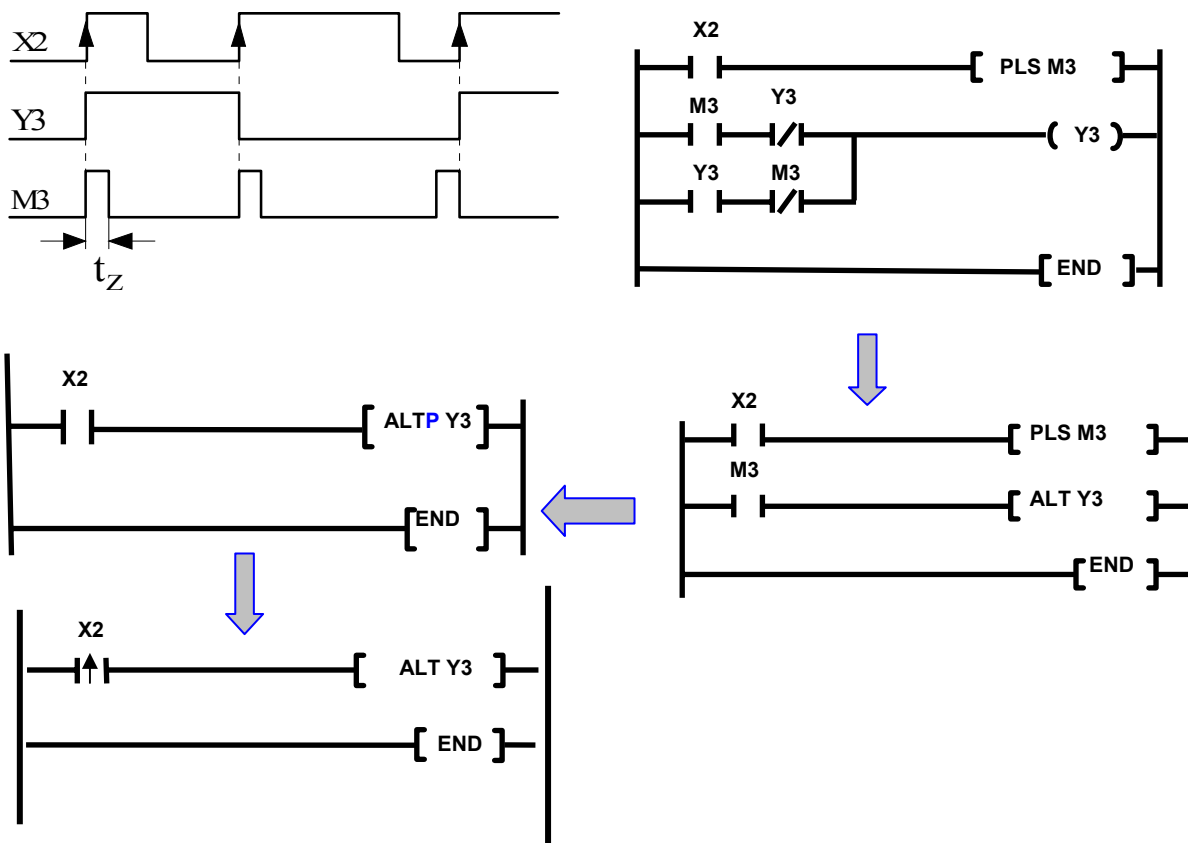 X2
Y3
M3
tZ
X2
PLS M3
M3 Y3
Y3
Y3 M3
END
X2
ALTP Y3
END
X2
PLS M3
M3
ALT Y3
END
X2
ALT Y3
END